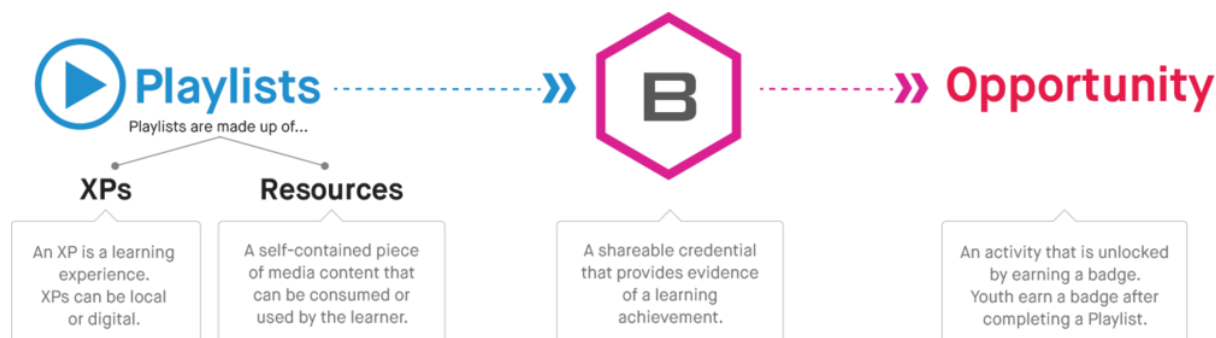 Playlists
Playlists are made up of...
XPs
An XP is a learning
experience.
XPs can be local
or digital.
Resources
A self-contained piece
of media content that
can be consumed or
used by the learner.
B
A shareable credential
that provides evidence
of a learning
achievement.
Opportunity
An activity that is unlocked
by earning a badge.
Youth earn a badge after
completing a Playlist.